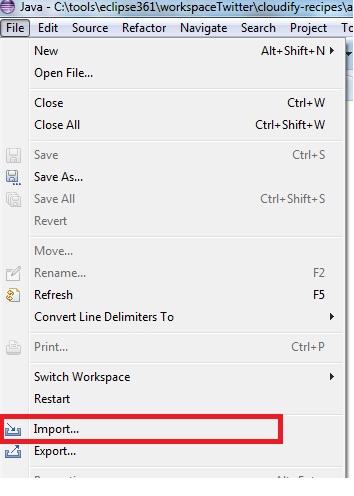 Java - C:\tools\eclipse361\workspaceTwitter\cloudify-recipes\a
File Edit Source Refactor Navigate Search Project To
New Alt+Shift+N
Open File...
Close Ctrl+W
Close All Ctrl+Shift+W
Save Ctrl+S
Save As...
Save All Ctrl+Shift+S
Revert
Move...
Rename... F2
Refresh F5
Convert Line Delimiters To
Print... Ctrl+P
Switch Workspace
Restart
Import...
Export...